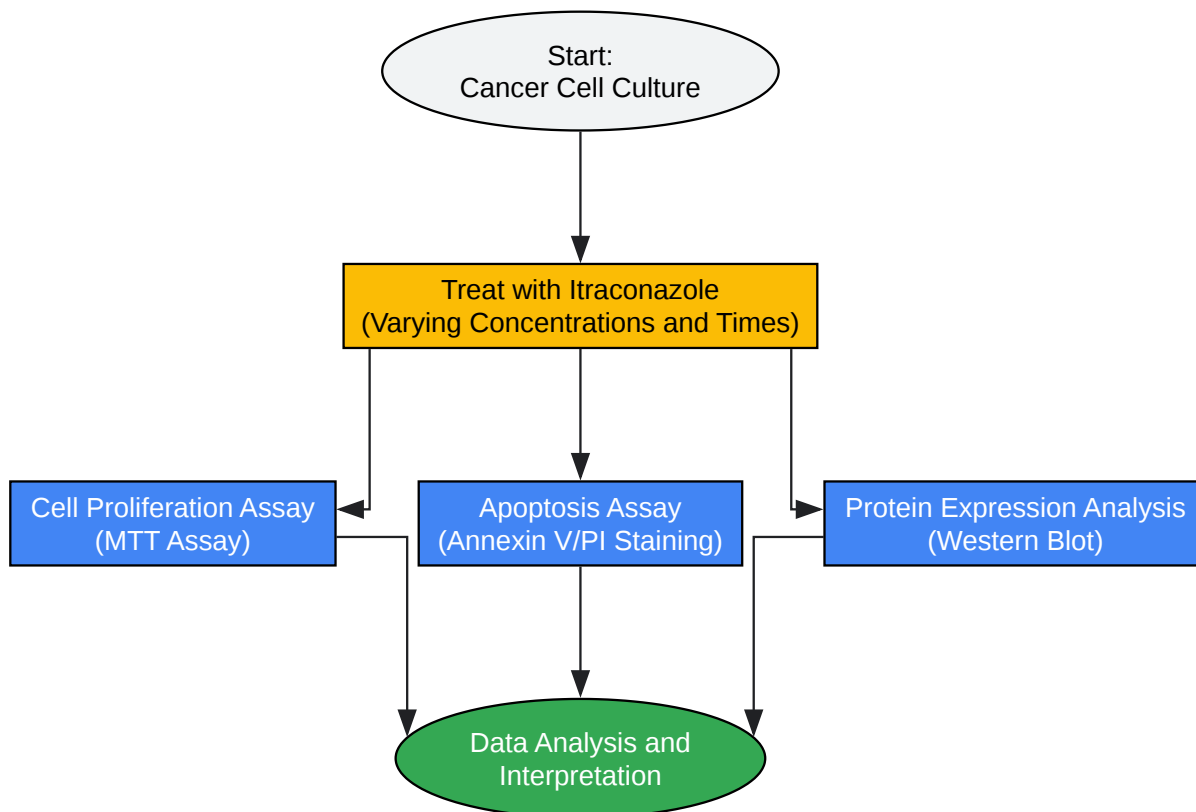 Start:
Cancer Cell Culture
Treat with Itraconazole
(Varying Concentrations and Times)
Cell Proliferation Assay
(MTT Assay)
Apoptosis Assay
(Annexin V/PI Staining)
Protein Expression Analysis
(Western Blot)
Data Analysis and
Interpretation